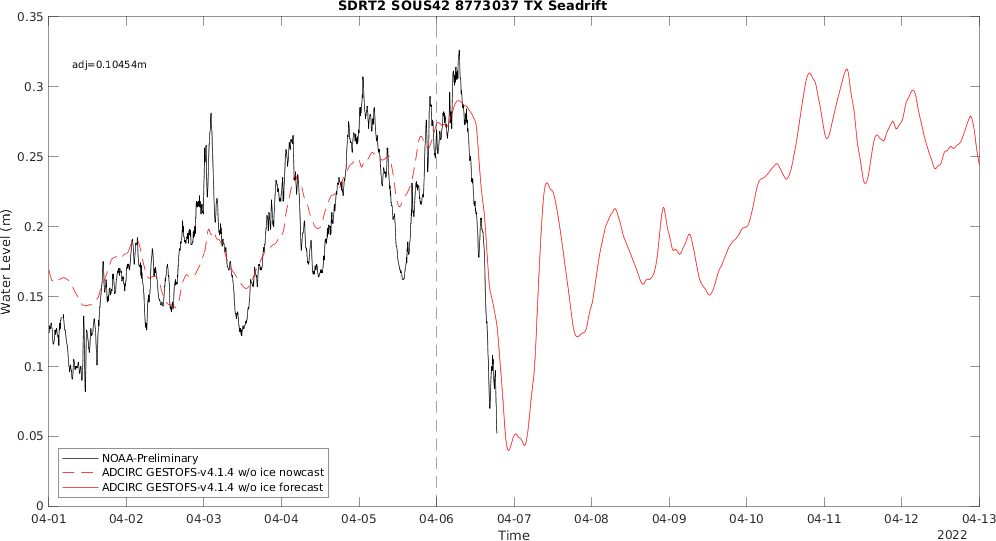 SDRT2 SOUS42 8773037 TX Seadrift
adj=0.10454m
Water Level (m)
0.35
0.3
0.25
0.2
0.15
0.1
0.05
0
NOAA-Preliminary
ADCIRC GESTOFS-v4.1.4 w/o ice nowcast
ADCIRC GESTOFS-v4.1.4 w/o ice forecast
04-01 04-02 04-03 04-04 04-05 04-06 04-07 04-08 04-09 04-10 04-11 04-12 04-13
Time
2022